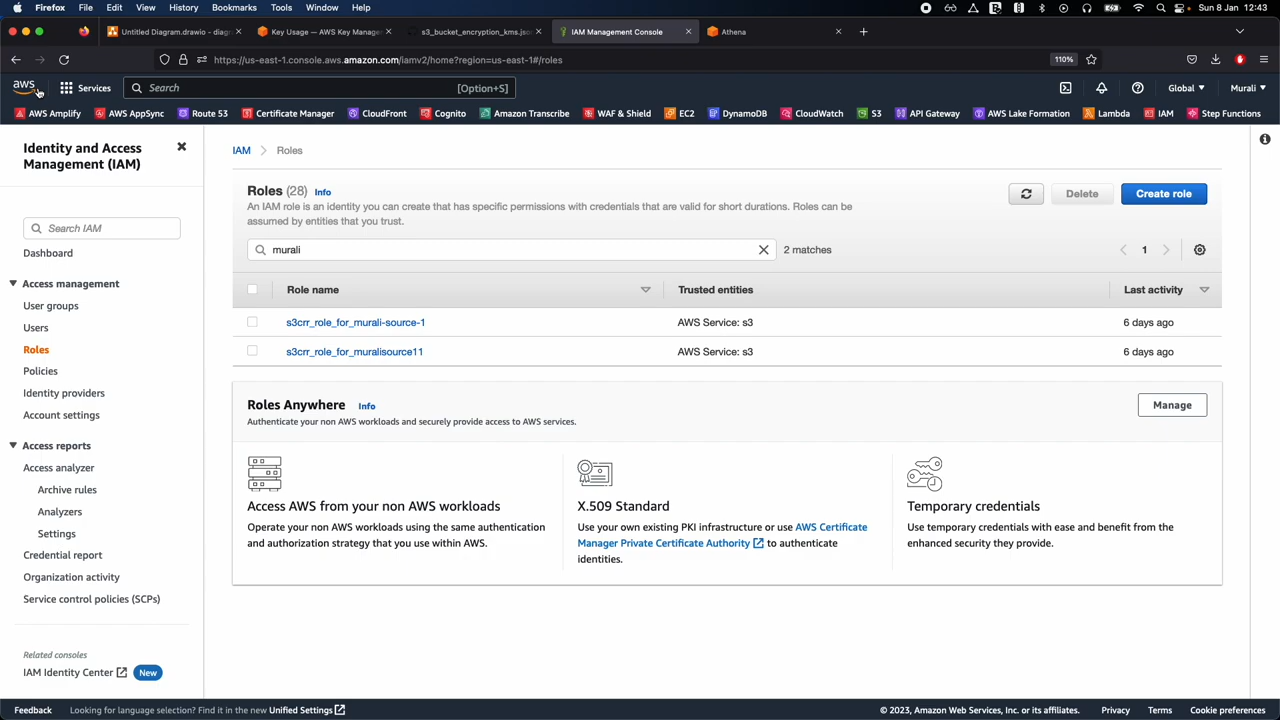 Firefox File Edit View History Bookmarks Tools Window Help Sun 8 Jan 12:43
Untitled Diagram.drawio - diag Key Usage — AWS Key Manage s3_bucket_encryption_kms.jso IAM Management Console Athena
https://us-east-1.console.aws.amazon.com/iamv2/home?region=us-east-1#/roles 110%
aws Services Search [Option+S] Global Murali
AWS Amplify AWS AppSync Route 53 Certificate Manager CloudFront Cognito Amazon Transcribe WAF & Shield EC2 DynamoDB CloudWatch S3 API Gateway AWS Lake Formation Lambda IAM Step Functions
Identity and Access
Management (IAM)
Search IAM
Dashboard
Access management
User groups
Users
Roles
Policies
Identity providers
Account settings
Access reports
Access analyzer
Archive rules
Analyzers
Settings
Credential report
Organization activity
Service control policies (SCPs)
Related consoles
IAM Identity Center New
IAM Roles
Roles (28) Info
An IAM role is an identity you can create that has specific permissions with credentials that are valid for short durations. Roles can be
assumed by entities that you trust.
Delete Create role
murali 2 matches 1
Role name Trusted entities Last activity
s3crr_role_for_murali-source-1 AWS Service: s3 6 days ago
s3crr_role_for_muralisource11 AWS Service: s3 6 days ago
Roles Anywhere Info
Authenticate your non AWS workloads and securely provide access to AWS services.
Manage
Access AWS from your non AWS workloads
Operate your non AWS workloads using the same authentication
and authorization strategy that you use within AWS.
X.509 Standard
Use your own existing PKI infrastructure or use AWS Certificate
Manager Private Certificate Authority to authenticate
identities.
Temporary credentials
Use temporary credentials with ease and benefit from the
enhanced security they provide.
Feedback Looking for language selection? Find it in the new Unified Settings © 2023, Amazon Web Services, Inc. or its affiliates. Privacy Terms Cookie preferences